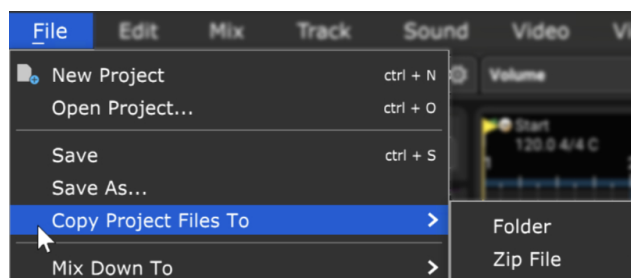 File Edit Mix Track Sound Video
New Project ctrl + N Volume
Open Project... ctrl + O
Start
120.0 4/4 C
1
Save ctrl + S
Save As...
Copy Project Files To
Folder
Mix Down To
Zip File